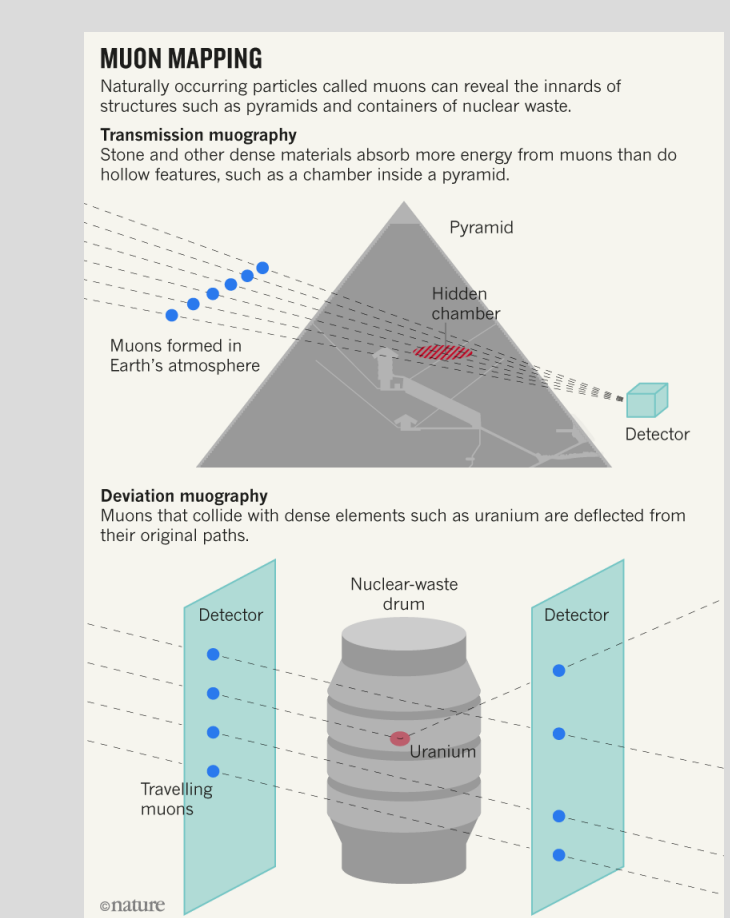 MUON MAPPING
Naturally occurring particles called muons can reveal the innards of
structures such as pyramids and containers of nuclear waste.
Transmission muography
Stone and other dense materials absorb more energy from muons than do
hollow features, such as a chamber inside a pyramid.
Pyramid
Hidden
chamber
Muons formed in
Earth's atmosphere
Detector
Deviation muography
Muons that collide with dense elements such as uranium are deflected from
their original paths.
Nuclear-waste
drum
Detector
Detector
Uranium
Travelling
muons
©nature